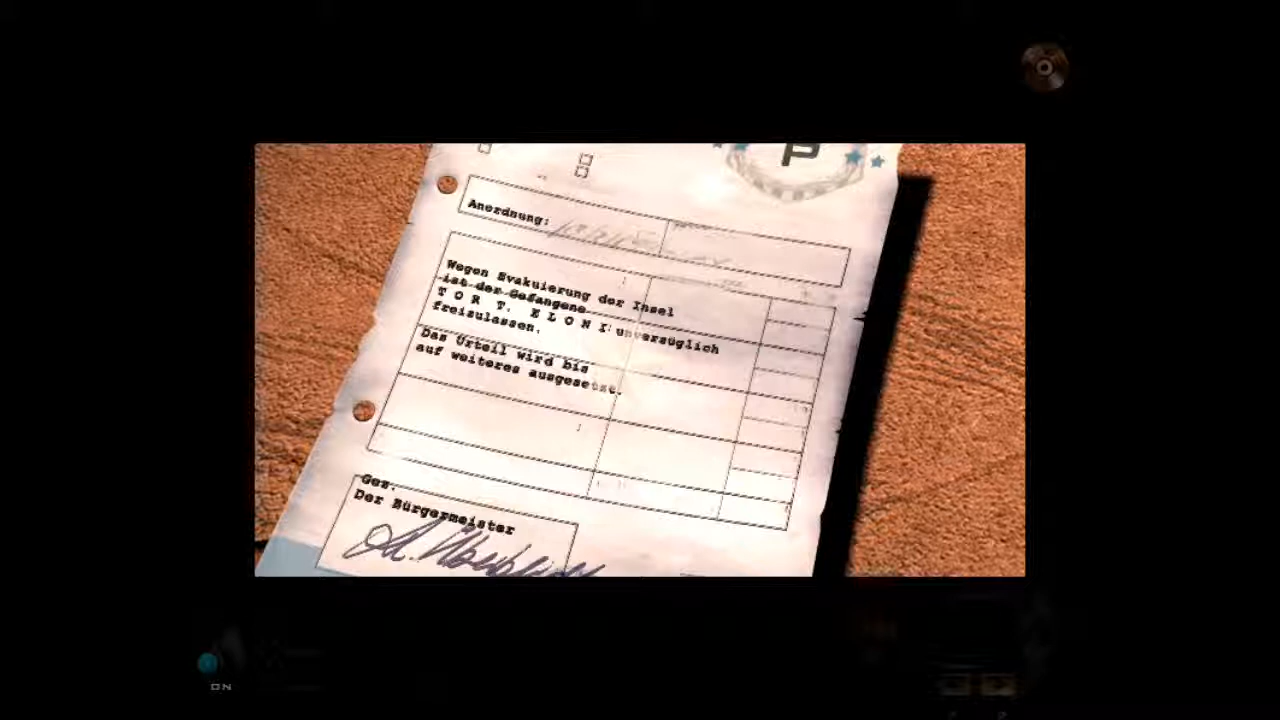 P
Anordnung:
Wegen Evakuierung der Insel
ist der Gefangene
T O R T. E L O N I unverzüglich
freizulassen.
Das Urteil wird bis
auf weiteres ausgesetzt.
Gez.
Der Bürgermeister
ON